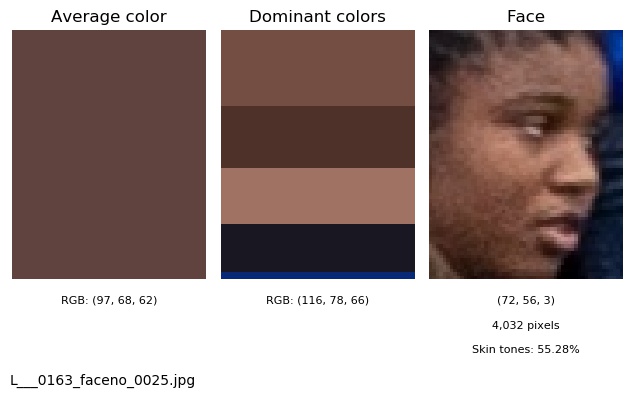 Average color
Dominant colors
Face
RGB: (97, 68, 62)
RGB: (116, 78, 66)
(72, 56, 3)
4,032 pixels
Skin tones: 55.28%
L___0163_faceno_0025.jpg